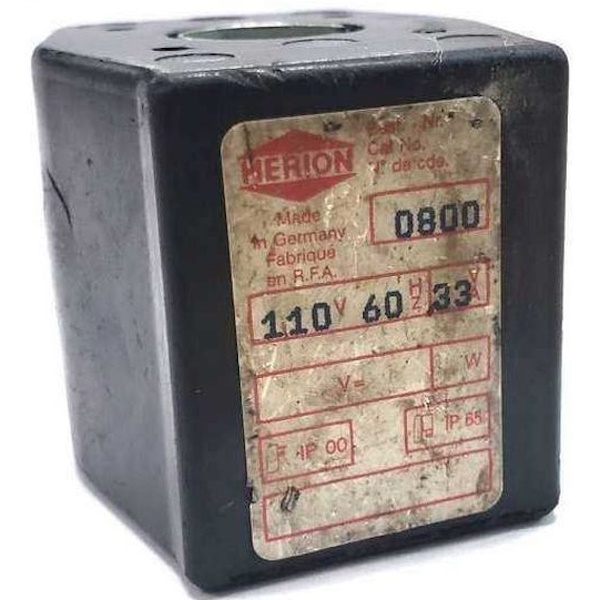 HERION
Nr.
Cat No.
de cde.
Made
in Germany
Fabriqué
en R.F.A.
0800
110 V 60 HZ 33 VA
V= W
IP 00 IP 65